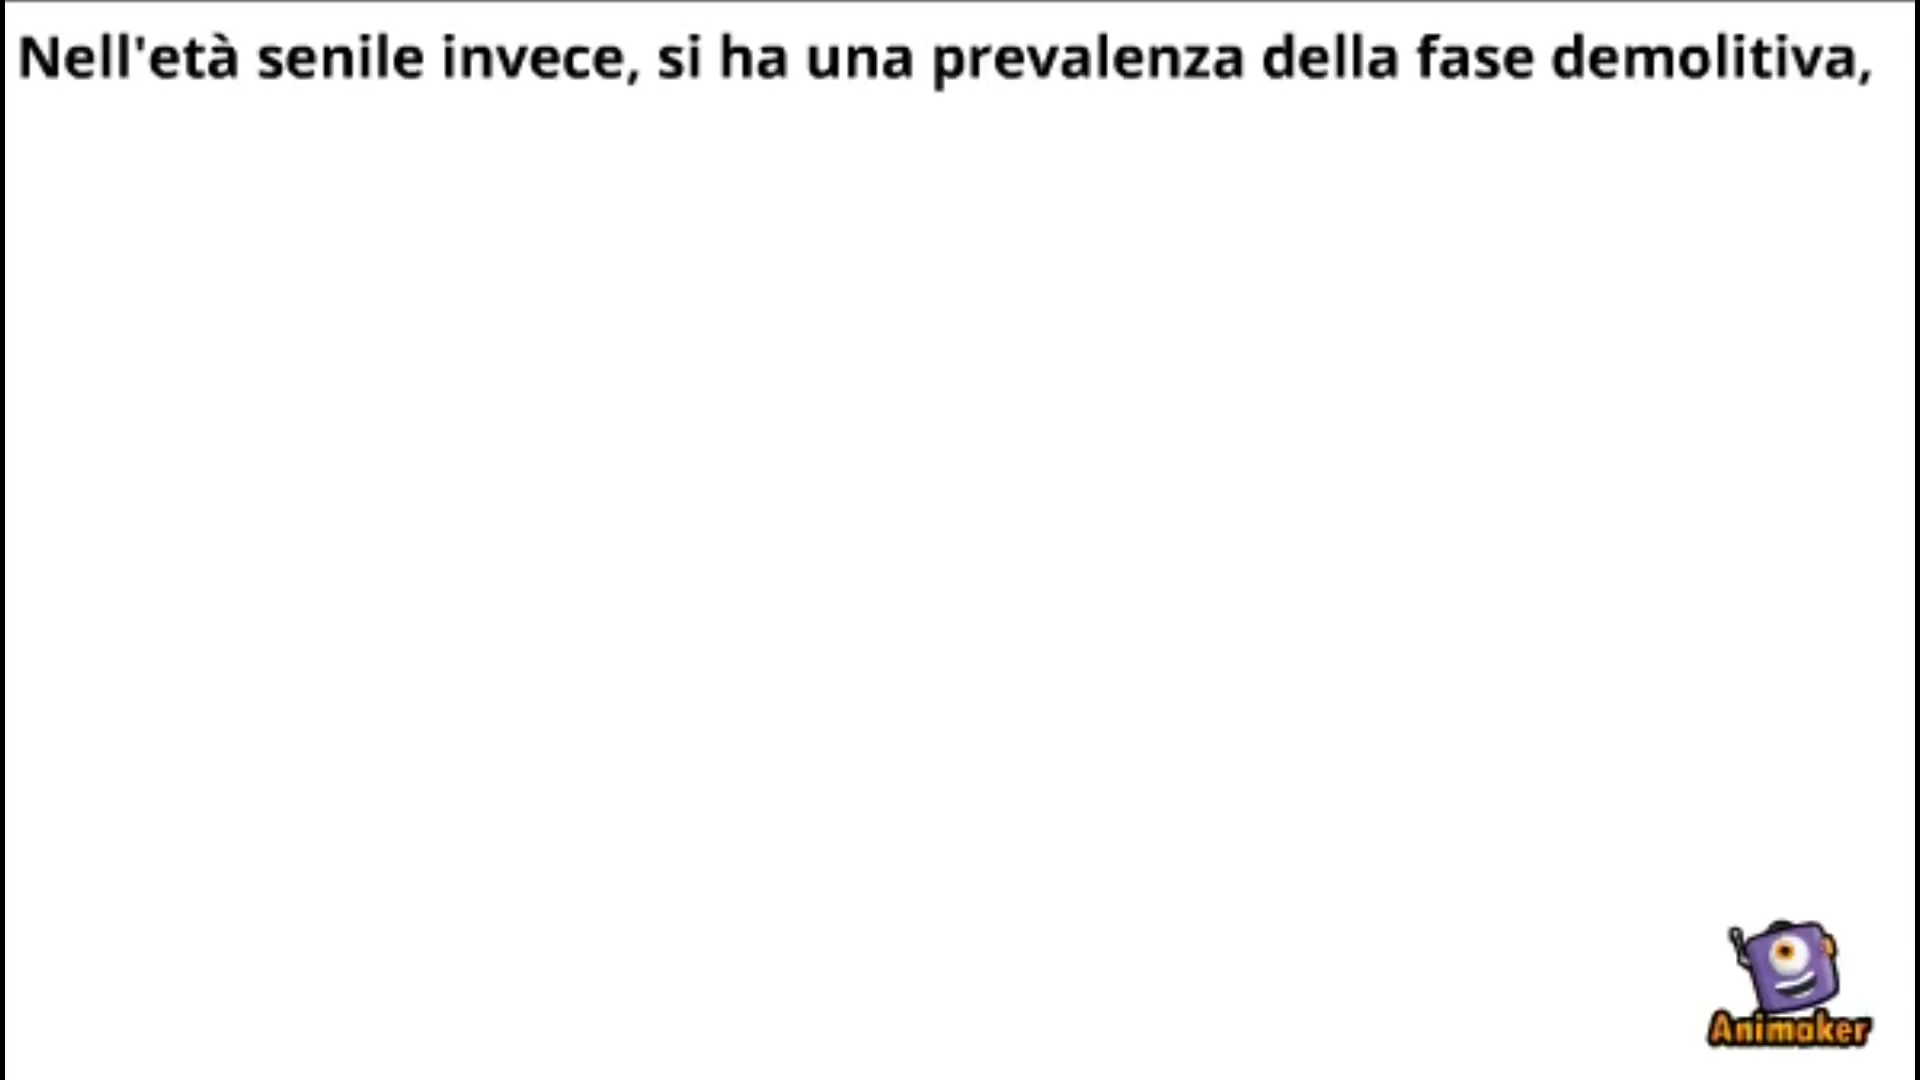 Nell'età senile invece, si ha una prevalenza della fase demolitiva,
Animaker